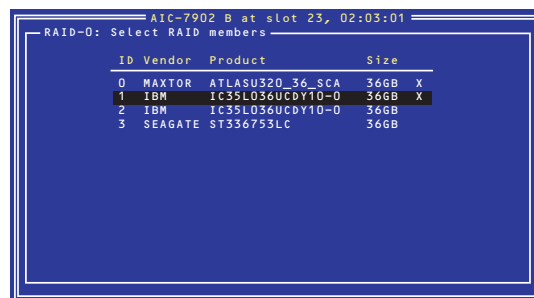 AIC-7902 B at slot 23, 02:03:01
RAID-0: Select RAID members
ID Vendor Product Size
0 MAXTOR ATLASU320_36_SCA 36GB X
1 IBM IC35L036UCDY10-0 36GB X
2 IBM IC35L036UCDY10-0 36GB
3 SEAGATE ST336753LC 36GB